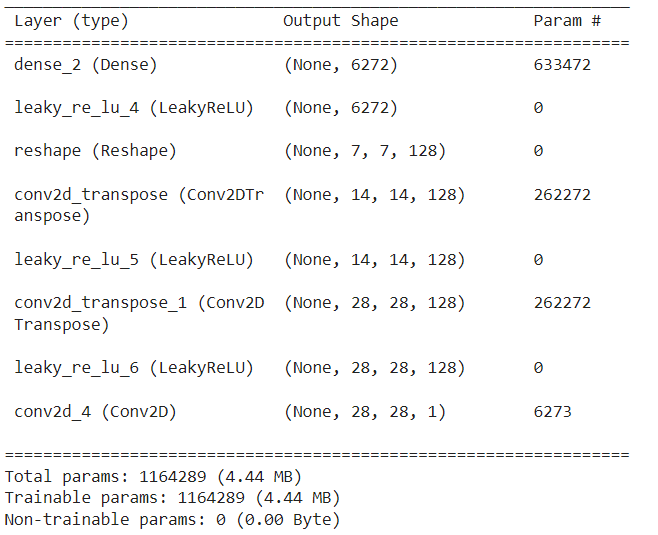 Layer (type) Output Shape Param #
=================================================================
dense_2 (Dense) (None, 6272) 633472
leaky_re_lu_4 (LeakyReLU) (None, 6272) 0
reshape (Reshape) (None, 7, 7, 128) 0
conv2d_transpose (Conv2DTr (None, 14, 14, 128) 262272
anspose)
leaky_re_lu_5 (LeakyReLU) (None, 14, 14, 128) 0
conv2d_transpose_1 (Conv2D (None, 28, 28, 128) 262272
Transpose)
leaky_re_lu_6 (LeakyReLU) (None, 28, 28, 128) 0
conv2d_4 (Conv2D) (None, 28, 28, 1) 6273
=================================================================
Total params: 1164289 (4.44 MB)
Trainable params: 1164289 (4.44 MB)
Non-trainable params: 0 (0.00 Byte)